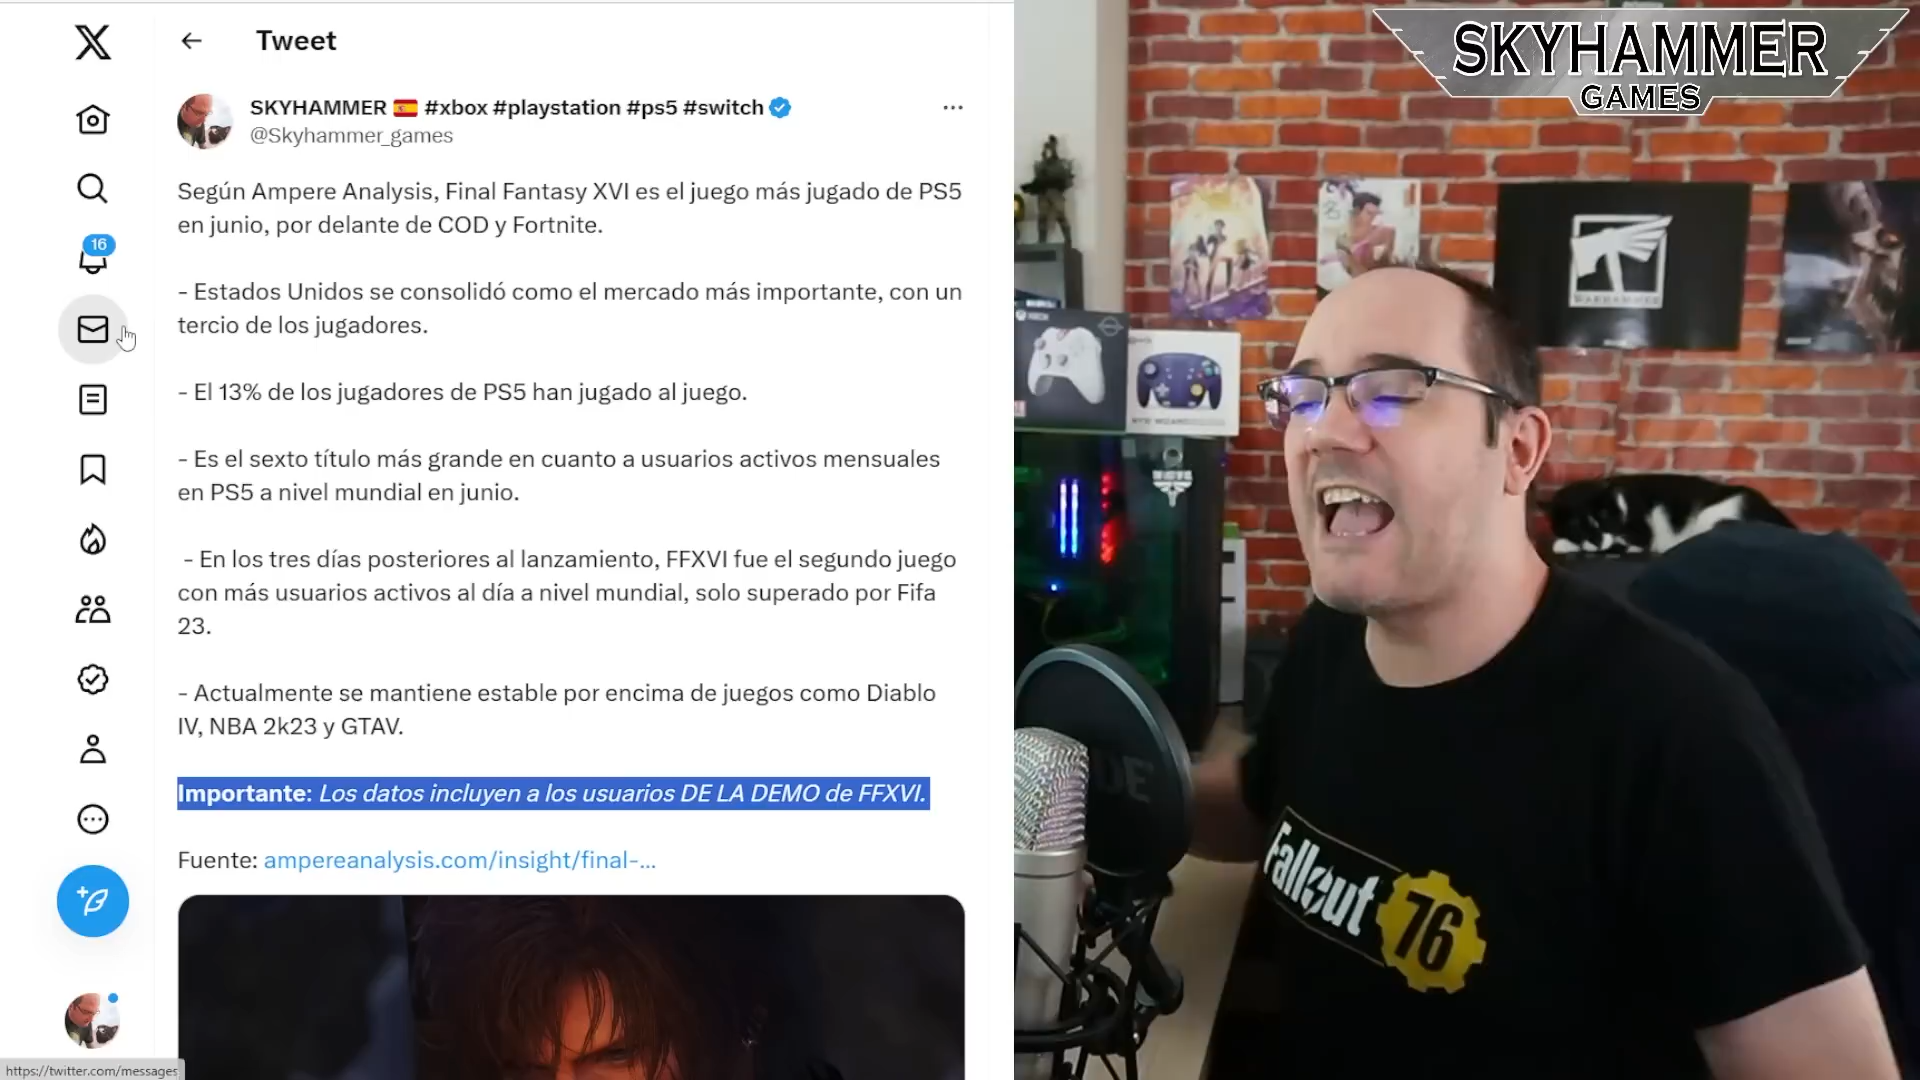 Tweet
SKYHAMMER 🇪🇸 #xbox #playstation #ps5 #switch
@Skyhammer_games
Según Ampere Analysis, Final Fantasy XVI es el juego más jugado de PS5
en junio, por delante de COD y Fortnite.
- Estados Unidos se consolidó como el mercado más importante, con un
tercio de los jugadores.
- El 13% de los jugadores de PS5 han jugado al juego.
- Es el sexto título más grande en cuanto a usuarios activos mensuales
en PS5 a nivel mundial en junio.
- En los tres días posteriores al lanzamiento, FFXVI fue el segundo juego
con más usuarios activos al día a nivel mundial, solo superado por Fifa
23.
- Actualmente se mantiene estable por encima de juegos como Diablo
IV, NBA 2k23 y GTAV.
Importante: Los datos incluyen a los usuarios DE LA DEMO de FFXVI.
Fuente: ampereanalysis.com/insight/final-...
16
https://twitter.com/messages
SKYHAMMER
GAMES
WARHAMMER
Fallout
76